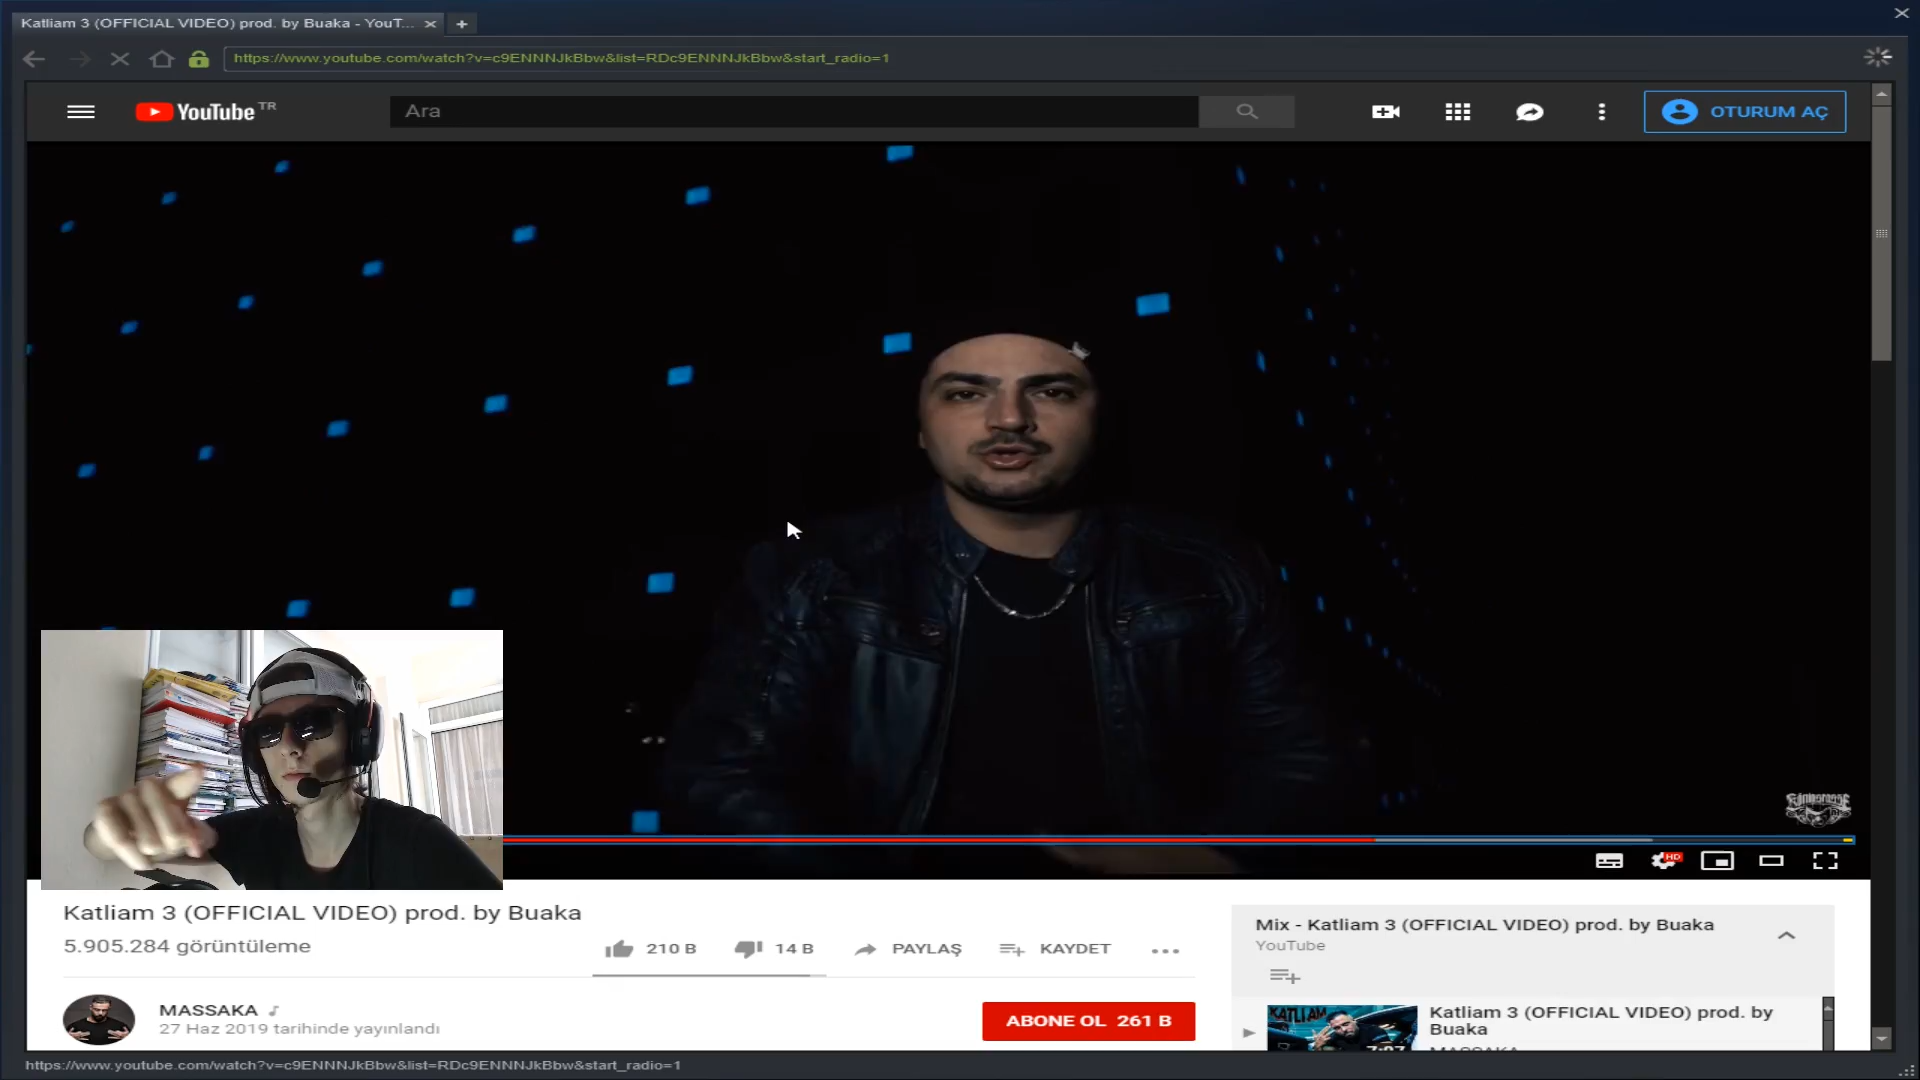 Katliam 3 (OFFICIAL VIDEO) prod. by Buaka - YouT...
https://www.youtube.com/watch?v=c9ENNNJkBbw&list=RDc9ENNNJkBbw&start_radio=1
YouTube TR
Ara
OTURUM AÇ
HD
Katliam 3 (OFFICIAL VIDEO) prod. by Buaka
5.905.284 görüntüleme
210 B
14 B
PAYLAŞ
KAYDET
MASSAKA
27 Haz 2019 tarihinde yayınlandı
ABONE OL 261 B
Mix - Katliam 3 (OFFICIAL VIDEO) prod. by Buaka
YouTube
KATLIAM
Katliam 3 (OFFICIAL VIDEO) prod. by
Buaka
MASSAKA
https://www.youtube.com/watch?v=c9ENNNJkBbw&list=RDc9ENNNJkBbw&start_radio=1